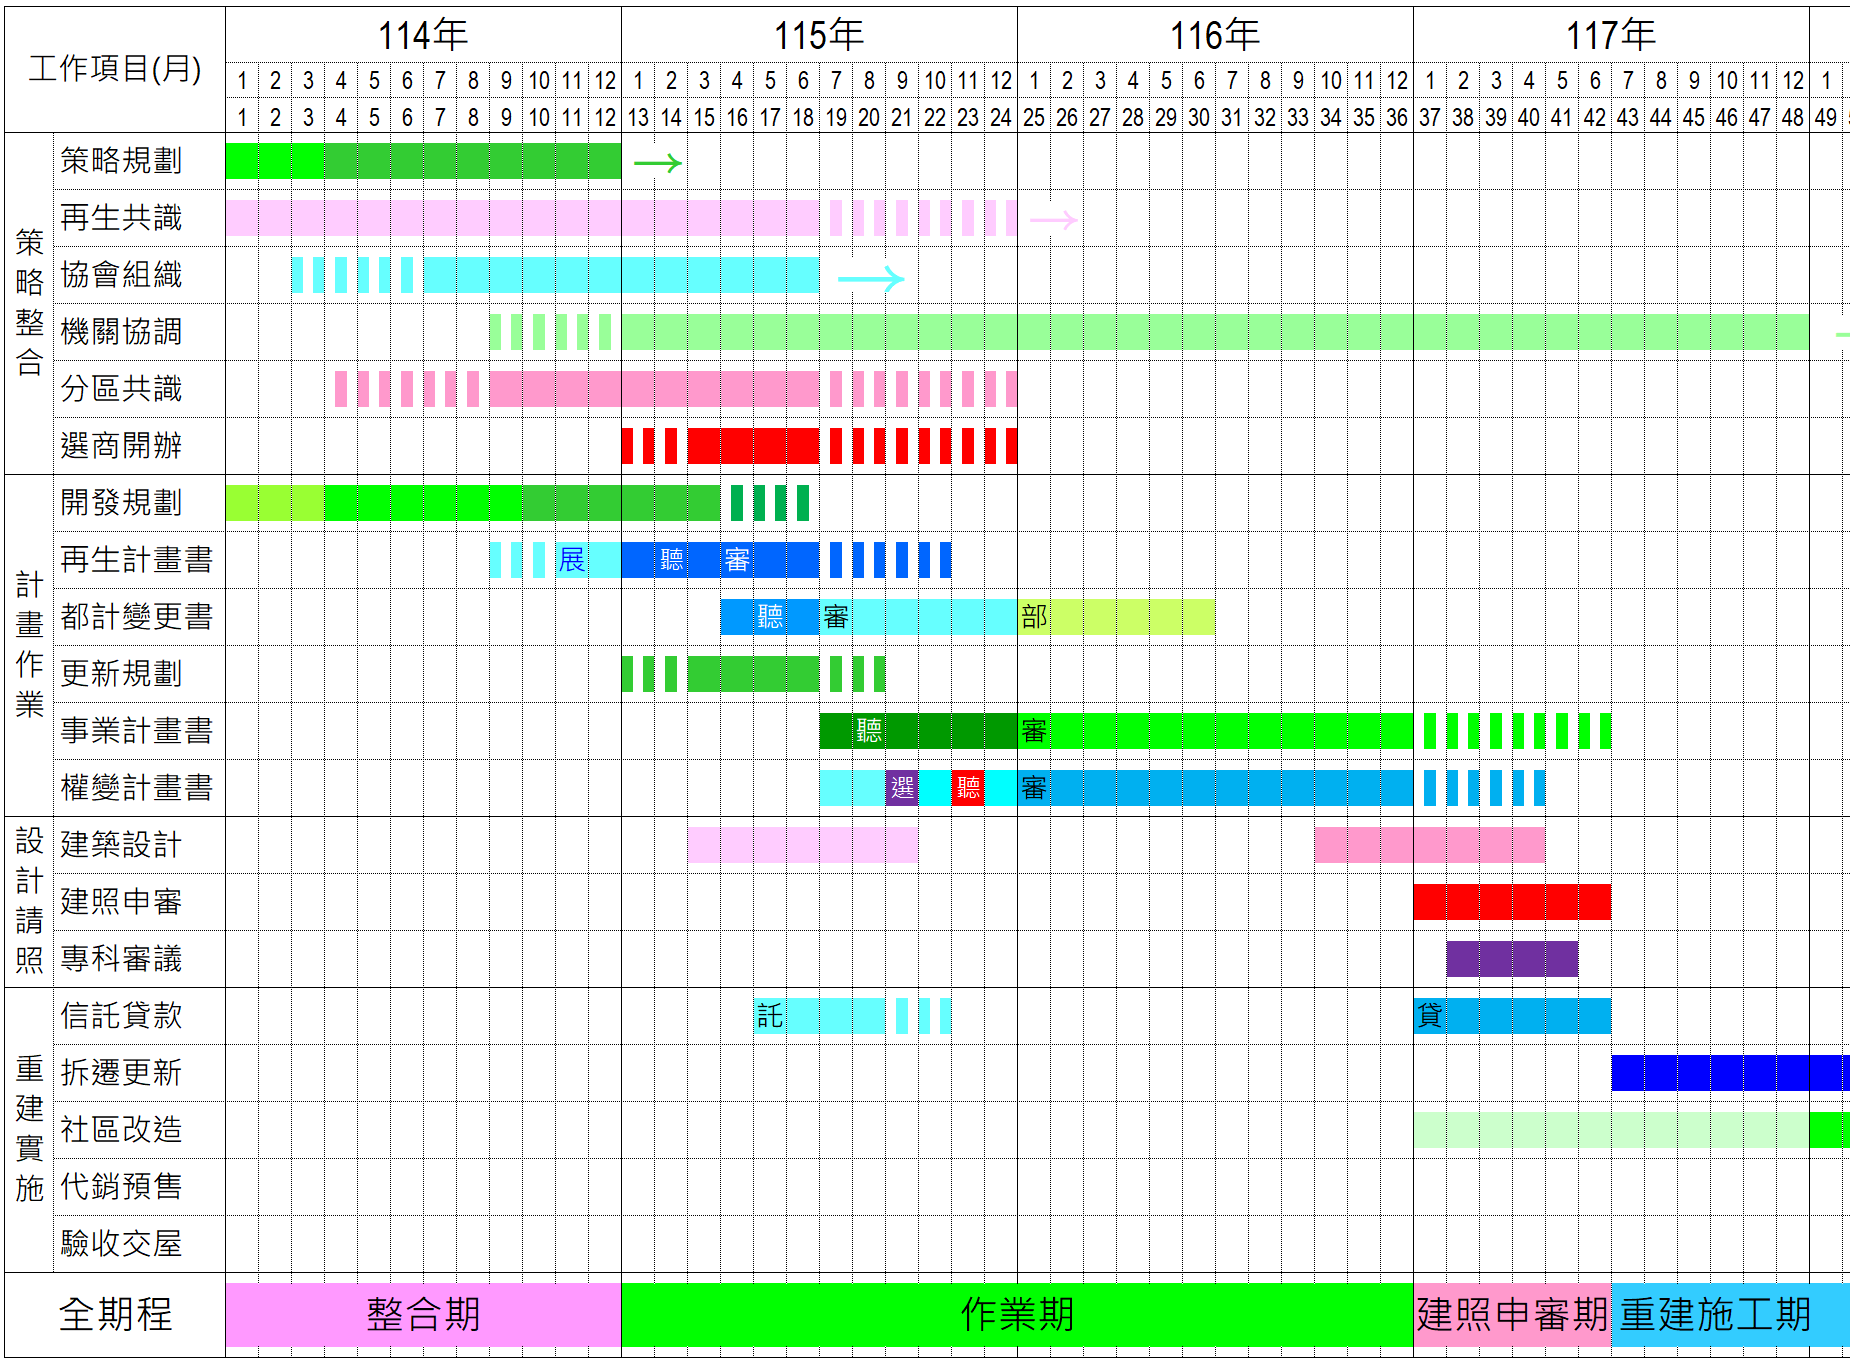 工作項目(月)
114年 115年 116年 117年
1 2 3 4 5 6 7 8 9 10 11 12 1 2 3 4 5 6 7 8 9 10 11 12 1 2 3 4 5 6 7 8 9 10 11 12 1 2 3 4 5 6 7 8 9 10 11 12 1
1 2 3 4 5 6 7 8 9 10 11 12 13 14 15 16 17 18 19 20 21 22 23 24 25 26 27 28 29 30 31 32 33 34 35 36 37 38 39 40 41 42 43 44 45 46 47 48 49
策略整合
策略規劃
再生共識
協會組織
機關協調
分區共識
選商開辦
計畫作業
開發規劃
再生計畫書 展 聽 審
都計變更書 聽 審 部
更新規劃
事業計畫書 聽 審
權變計畫書 選 聽 審
設計請照
建築設計
建照申審
專科審議
重建實施
信託貸款 託 貸
拆遷更新
社區改造
代銷預售
驗收交屋
全期程 整合期 作業期 建照申審期 重建施工期